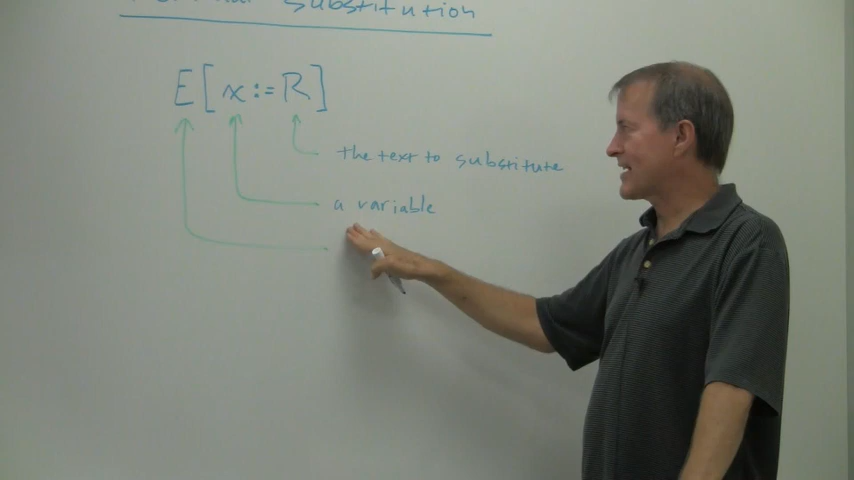 substitution
E[x:=R]
the text to substitute
a variable